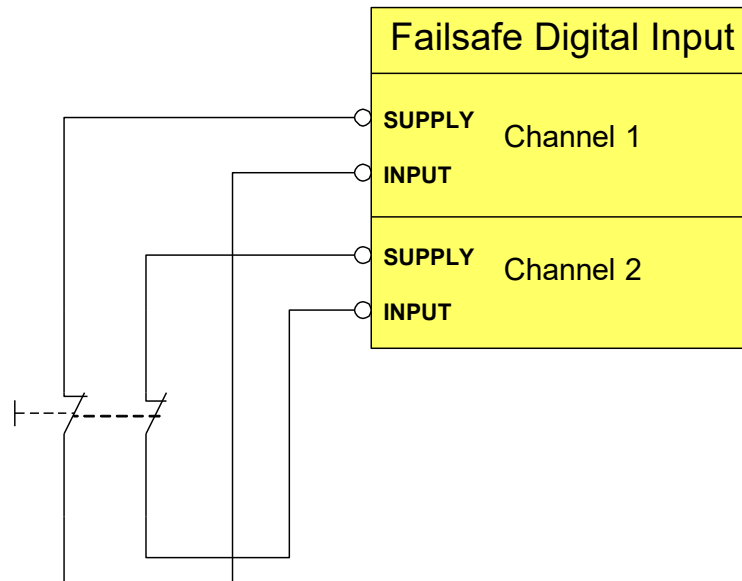 Failsafe Digital Input
SUPPLY
Channel 1
INPUT
SUPPLY
Channel 2
INPUT